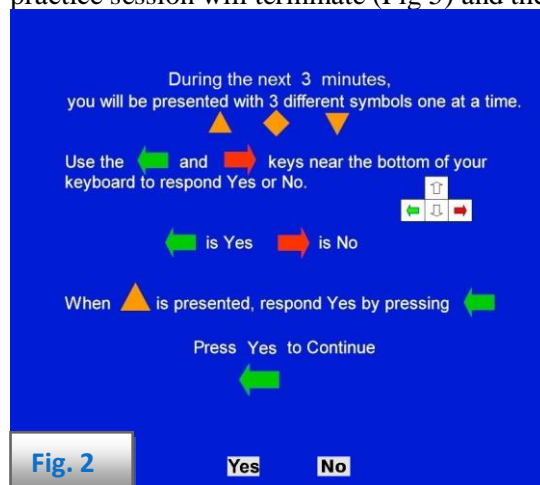 practice session will terminate (Fig 3) and the
During the next 3 minutes,
you will be presented with 3 different symbols one at a time.
Use the and keys near the bottom of your
keyboard to respond Yes or No.
is Yes is No
When is presented, respond Yes by pressing
Press Yes to Continue
Fig. 2
Yes No